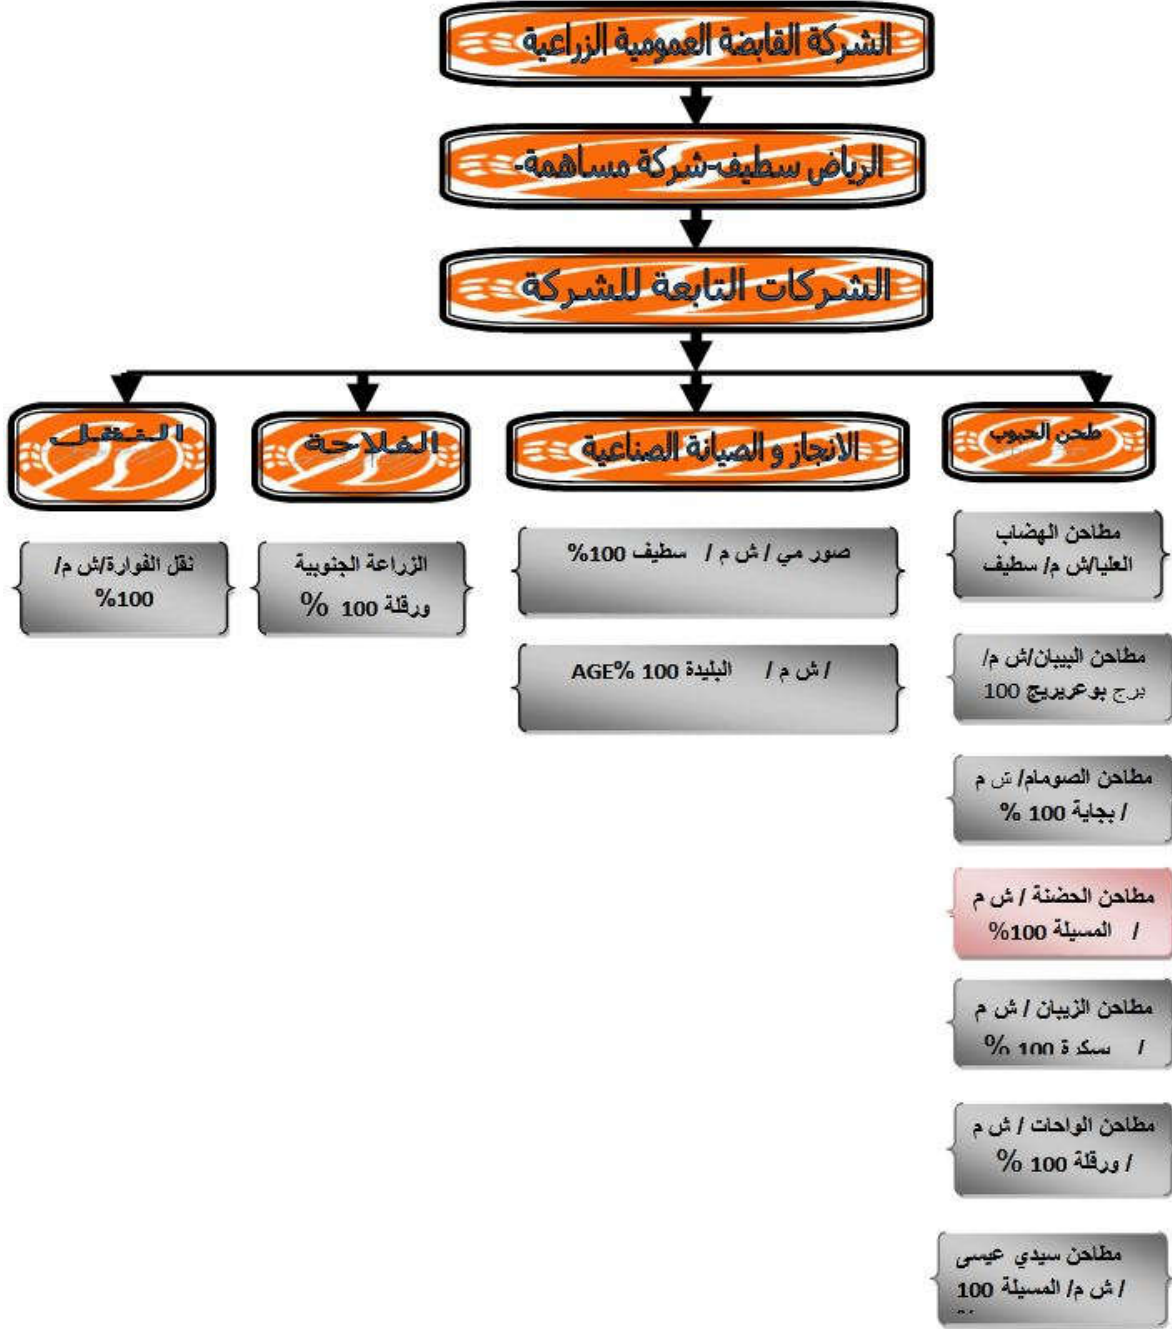 الشركة القابضة العمومية الزراعية
الرياض سطيف-شركة مساهمة-
الشركات التابعة للشركة
طحن الحبوب
الانجاز و الصيانة الصناعية
الفلاحة
النقل
مطاحن الهضاب
العليا/ش م/ سطيف
مطاحن البيبان/ش م/
برج بوعريريج 100
مطاحن الصومام/ ش م
/ بجاية 100 %
مطاحن الحضنة / ش م
/ المسيلة 100%
مطاحن الزيبان / ش م
/ بسكرة 100 %
مطاحن الواحات / ش م
/ ورقلة 100 %
مطاحن سيدي عيسى
/ ش م/ المسيلة 100
صور مي / ش م / سطيف 100%
/ ش م / البليدة 100 %AGE
الزراعة الجنوبية
ورقلة 100 %
نقل الفوارة/ش م/
100%